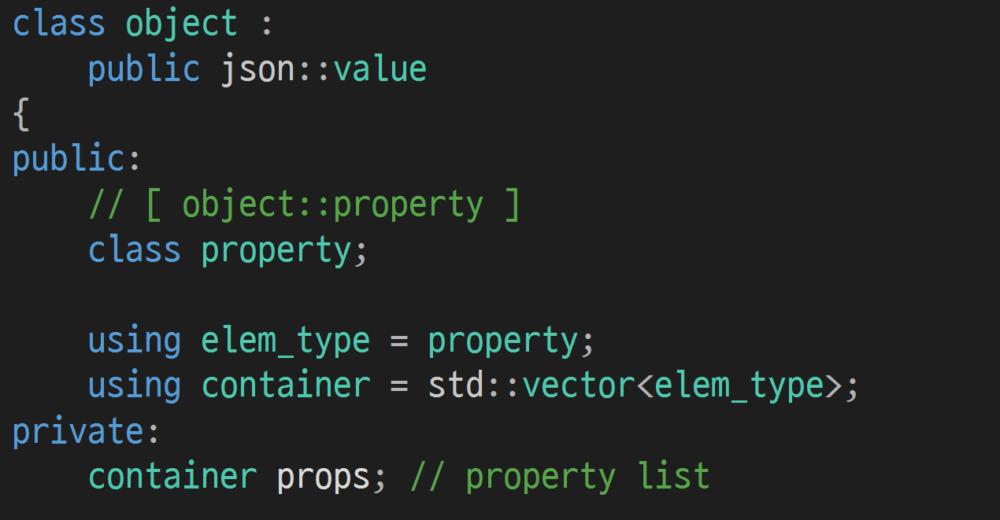 class object :
    public json::value
{
public:
    // [ object::property ]
    class property;

    using elem_type = property;
    using container = std::vector<elem_type>;
private:
    container props; // property list